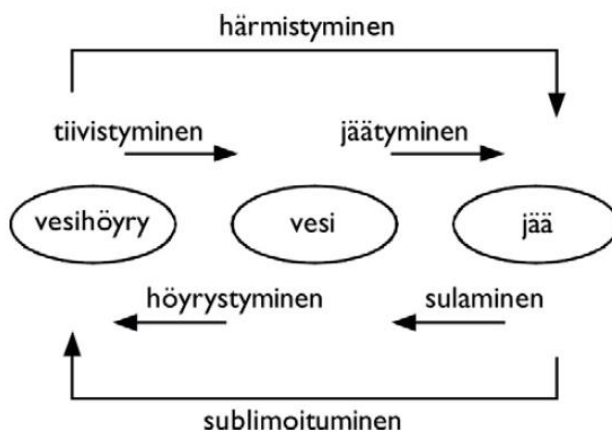 härmistyminen
tiivistyminen jäätyminen
vesihöyry vesi jää
höyrystyminen sulaminen
sublimoituminen